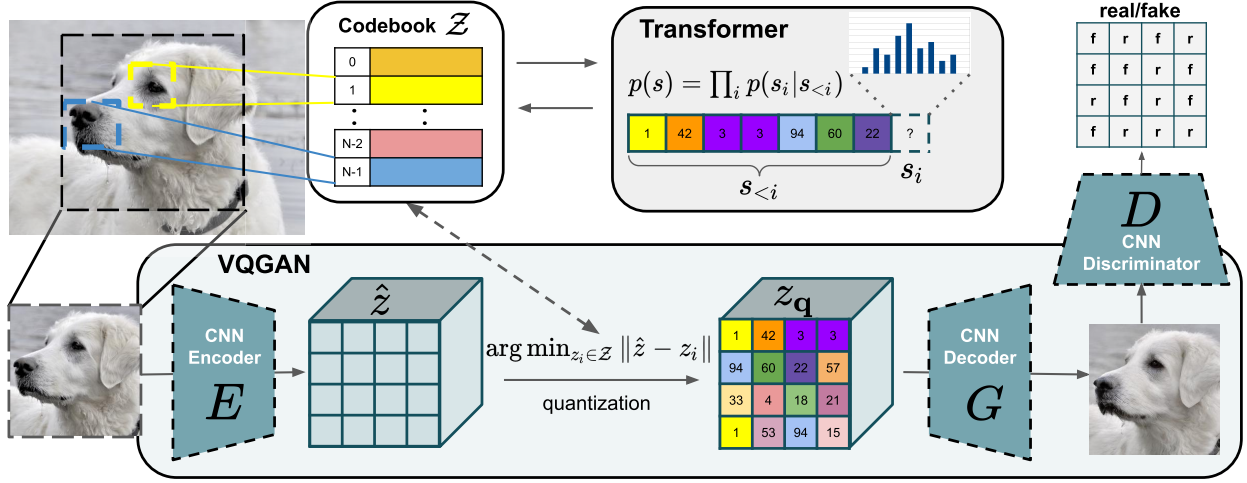 Codebook 𝒵
0
1
⋮ ⋮
N-2
N-1
Transformer
p(s) = ∏ᵢ p(sᵢ|s<ᵢ)
1 42 3 3 94 60 22 ?
s<ᵢ sᵢ
real/fake
f r f r
f f r f
r f r f
f r r r
D
CNN
Discriminator
VQGAN
CNN
Encoder
E
ẑ
arg min_{zᵢ∈𝒵} ‖ẑ − zᵢ‖
quantization
z_q
1 42 3 3
94 60 22 57
33 4 18 21
1 53 94 15
CNN
Decoder
G